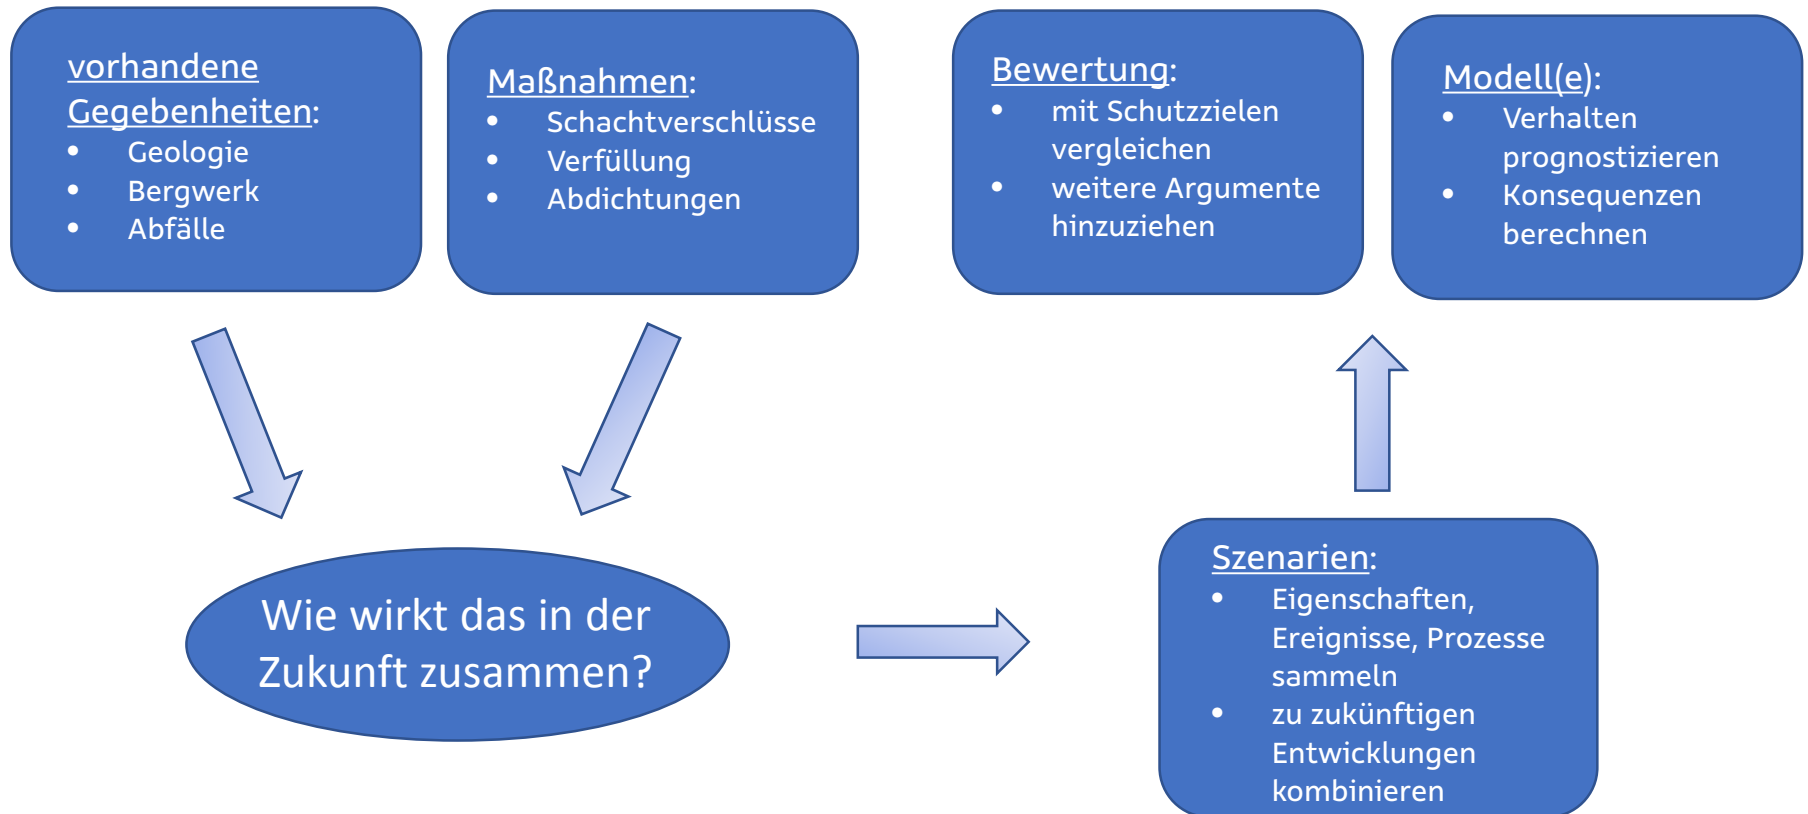 vorhandene
Gegebenheiten:
• Geologie
• Bergwerk
• Abfälle
Maßnahmen:
• Schachtverschlüsse
• Verfüllung
• Abdichtungen
Bewertung:
• mit Schutzzielen
vergleichen
• weitere Argumente
hinzuziehen
Modell(e):
• Verhalten
prognostizieren
• Konsequenzen
berechnen
Wie wirkt das in der
Zukunft zusammen?
Szenarien:
• Eigenschaften,
Ereignisse, Prozesse
sammeln
• zu zukünftigen
Entwicklungen
kombinieren